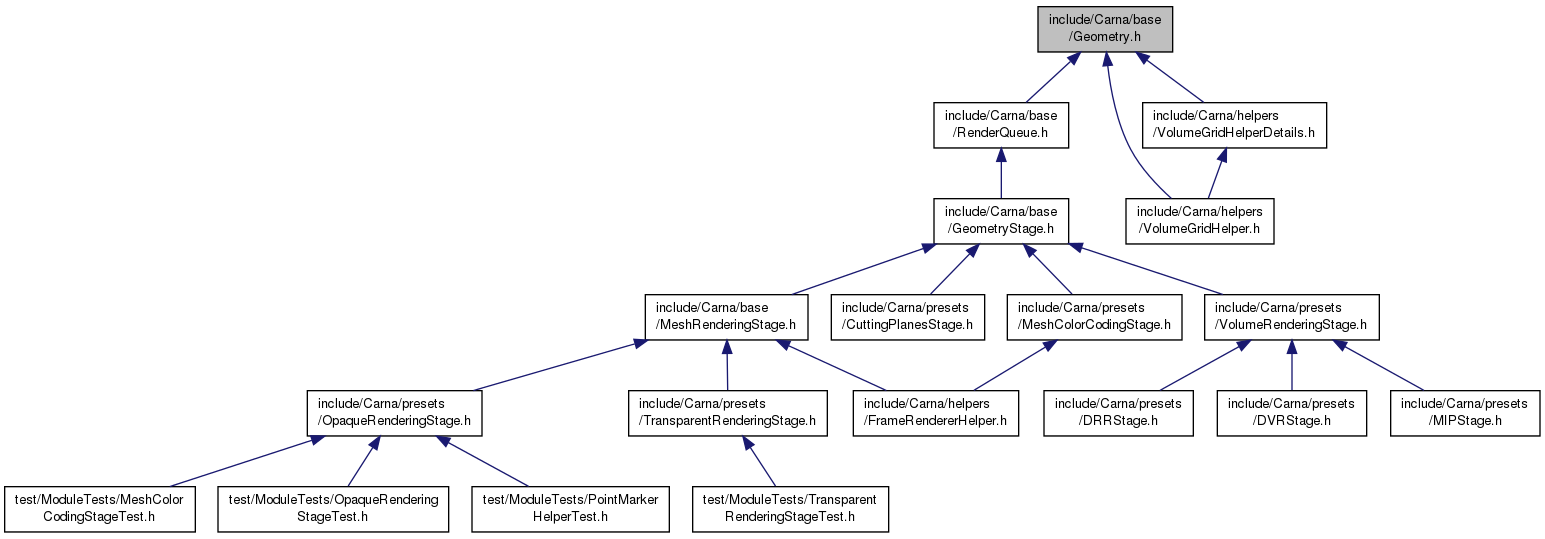 include/Carna/base
/Geometry.h
include/Carna/base
/RenderQueue.h
include/Carna/helpers
/VolumeGridHelperDetails.h
include/Carna/base
/GeometryStage.h
include/Carna/helpers
/VolumeGridHelper.h
include/Carna/base
/MeshRenderingStage.h
include/Carna/presets
/CuttingPlanesStage.h
include/Carna/presets
/MeshColorCodingStage.h
include/Carna/presets
/VolumeRenderingStage.h
include/Carna/presets
/OpaqueRenderingStage.h
include/Carna/presets
/TransparentRenderingStage.h
include/Carna/helpers
/FrameRendererHelper.h
include/Carna/presets
/DRRStage.h
include/Carna/presets
/DVRStage.h
include/Carna/presets
/MIPStage.h
test/ModuleTests/MeshColor
CodingStageTest.h
test/ModuleTests/OpaqueRendering
StageTest.h
test/ModuleTests/PointMarker
HelperTest.h
test/ModuleTests/Transparent
RenderingStageTest.h